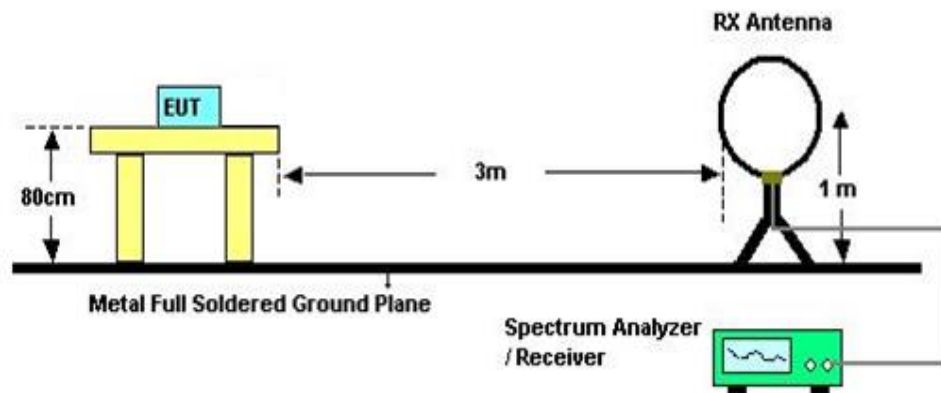 RX Antenna
EUT
80cm
3m
1 m
Metal Full Soldered Ground Plane
Spectrum Analyzer
/ Receiver